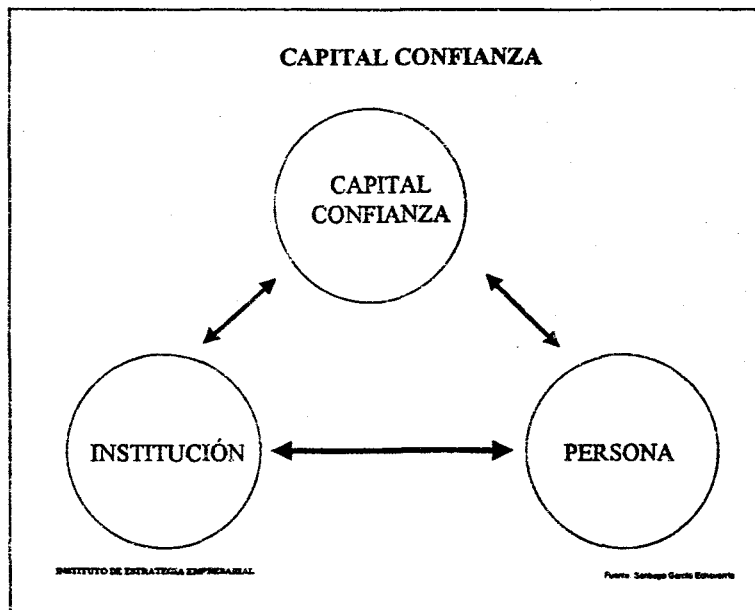 CAPITAL CONFIANZA
CAPITAL
CONFIANZA
INSTITUCIÓN
PERSONA
INSTITUTO DE ESTRATEGIA EMPRESARIAL
Fuente: Santiago García Echevarría